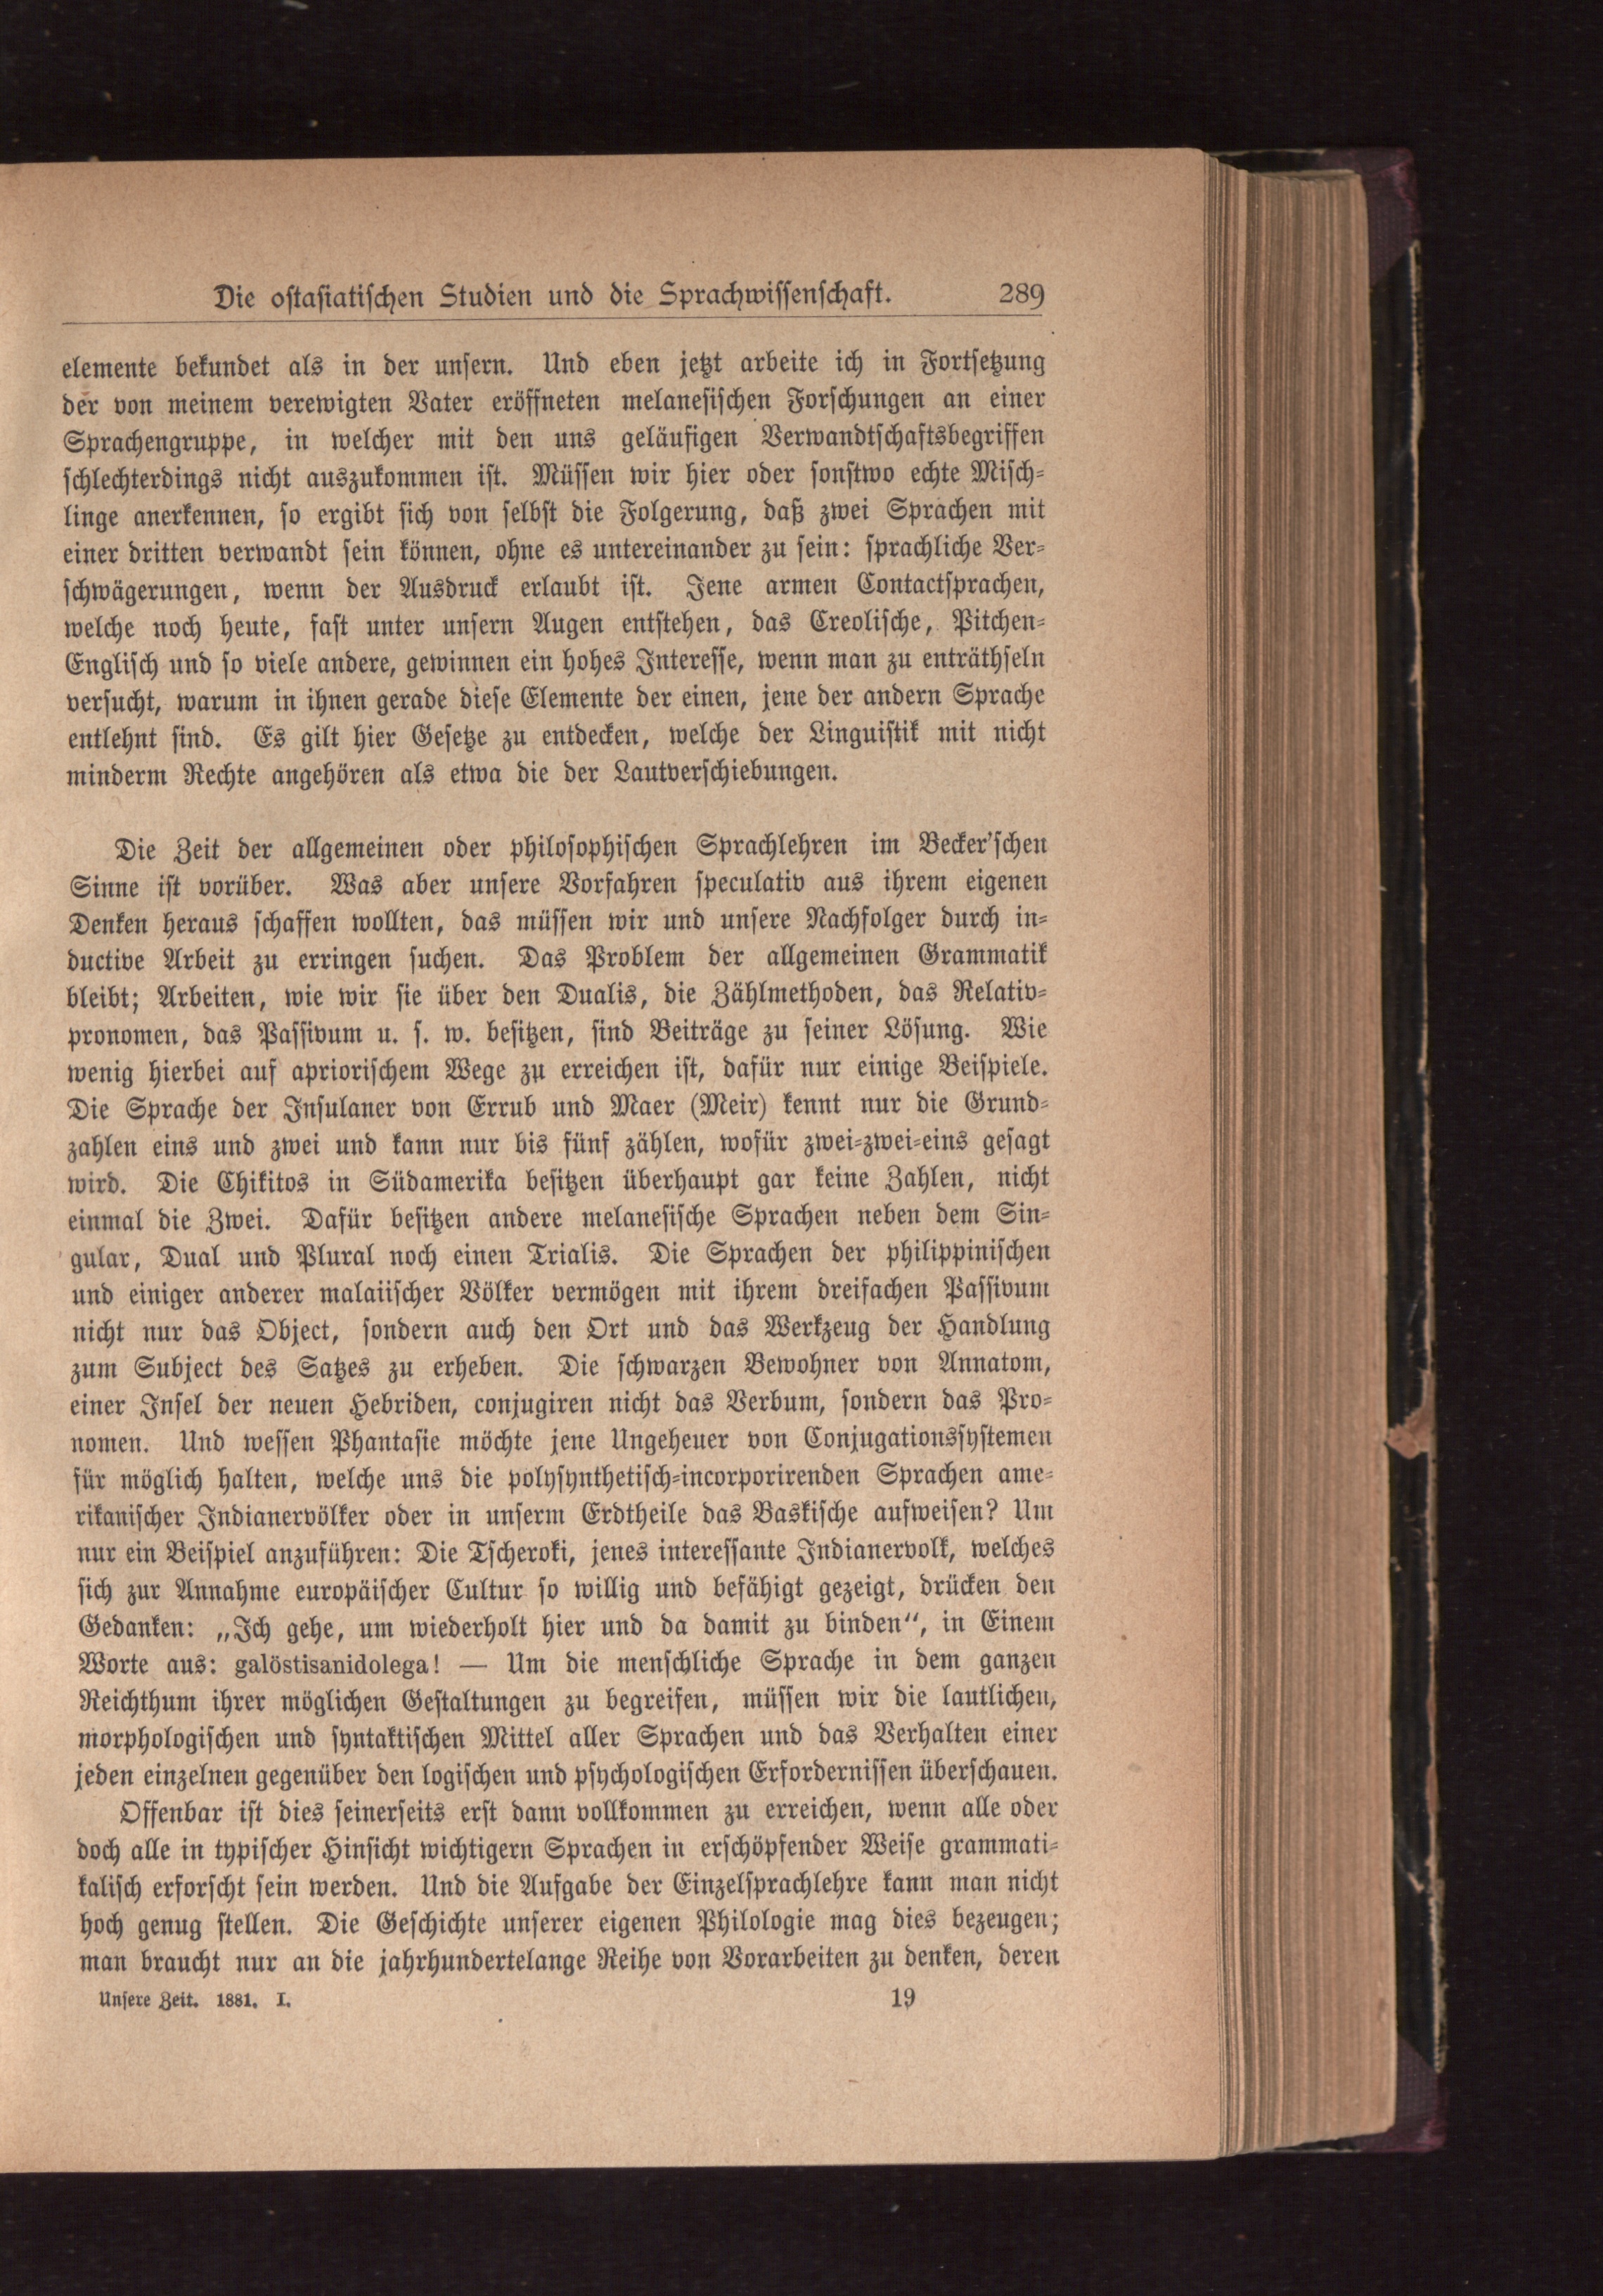 Die ostasiatischen Studien und die Sprachwissenschaft. 289
elemente bekundet als in der unsern. Und eben jetzt arbeite ich in Fortsetzung
der von meinem verewigten Vater eröffneten melanesischen Forschungen an einer
Sprachengruppe, in welcher mit den uns geläufigen Verwandtschaftsbegriffen
schlechterdings nicht auszukommen ist. Müssen wir hier oder sonstwo echte Misch-
linge anerkennen, so ergibt sich von selbst die Folgerung, daß zwei Sprachen mit
einer dritten verwandt sein können, ohne es untereinander zu sein: sprachliche Ver-
schwägerungen, wenn der Ausdruck erlaubt ist. Jene armen Contactsprachen,
welche noch heute, fast unter unsern Augen entstehen, das Creolische, Pitchen-
Englisch und so viele andere, gewinnen ein hohes Interesse, wenn man zu enträthseln
versucht, warum in ihnen gerade diese Elemente der einen, jene der andern Sprache
entlehnt sind. Es gilt hier Gesetze zu entdecken, welche der Linguistik mit nicht
minderm Rechte angehören als etwa die der Lautverschiebungen.
Die Zeit der allgemeinen oder philosophischen Sprachlehren im Becker'schen
Sinne ist vorüber. Was aber unsere Vorfahren speculativ aus ihrem eigenen
Denken heraus schaffen wollten, das müssen wir und unsere Nachfolger durch in-
ductive Arbeit zu erringen suchen. Das Problem der allgemeinen Grammatik
bleibt; Arbeiten, wie wir sie über den Dualis, die Zählmethoden, das Relativ-
pronomen, das Passivum u. s. w. besitzen, sind Beiträge zu seiner Lösung. Wie
wenig hierbei auf apriorischem Wege zu erreichen ist, dafür nur einige Beispiele.
Die Sprache der Insulaner von Errub und Maer (Meir) kennt nur die Grund-
zahlen eins und zwei und kann nur bis fünf zählen, wofür zwei-zwei-eins gesagt
wird. Die Chikitos in Südamerika besitzen überhaupt gar keine Zahlen, nicht
einmal die Zwei. Dafür besitzen andere melanesische Sprachen neben dem Sin-
gular, Dual und Plural noch einen Trialis. Die Sprachen der philippinischen
und einiger anderer malaiischer Völker vermögen mit ihrem dreifachen Passivum
nicht nur das Object, sondern auch den Ort und das Werkzeug der Handlung
zum Subject des Satzes zu erheben. Die schwarzen Bewohner von Annatom,
einer Insel der neuen Hebriden, conjugiren nicht das Verbum, sondern das Pro-
nomen. Und wessen Phantasie möchte jene Ungeheuer von Conjugationssystemen
für möglich halten, welche uns die polysynthetisch-incorporirenden Sprachen ame-
rikanischer Indianervölker oder in unserm Erdtheile das Baskische aufweisen? Um
nur ein Beispiel anzuführen: Die Tscheroki, jenes interessante Indianervolk, welches
sich zur Annahme europäischer Cultur so willig und befähigt gezeigt, drücken den
Gedanken: „Ich gehe, um wiederholt hier und da damit zu binden“, in Einem
Worte aus: galöstisanidolega! — Um die menschliche Sprache in dem ganzen
Reichthum ihrer möglichen Gestaltungen zu begreifen, müssen wir die lautlichen,
morphologischen und syntaktischen Mittel aller Sprachen und das Verhalten einer
jeden einzelnen gegenüber den logischen und psychologischen Erfordernissen überschauen.
Offenbar ist dies seinerseits erst dann vollkommen zu erreichen, wenn alle oder
doch alle in typischer Hinsicht wichtigern Sprachen in erschöpfender Weise grammati-
kalisch erforscht sein werden. Und die Aufgabe der Einzelsprachlehre kann man nicht
hoch genug stellen. Die Geschichte unserer eigenen Philologie mag dies bezeugen;
man braucht nur an die jahrhundertelange Reihe von Vorarbeiten zu denken, deren
Unsere Zeit. 1881. I. 19